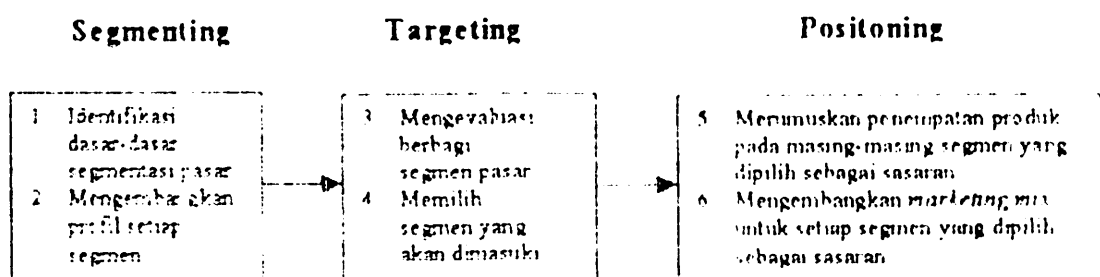 Segmenting
Targeting
Positoning
1 Identifikasi
dasar-dasar
segmentasi pasar
2 Mengembangkan
profil setiap
segmen
3 Mengevaluasi
berbagi
segmen pasar
4 Memilih
segmen yang
akan dimasuki
5 Merumuskan penempatan produk
pada masing-masing segmen yang
dipilih sebagai sasaran
6 Mengembangkan marketing mix
untuk setiap segmen yang dipilih
sebagai sasaran